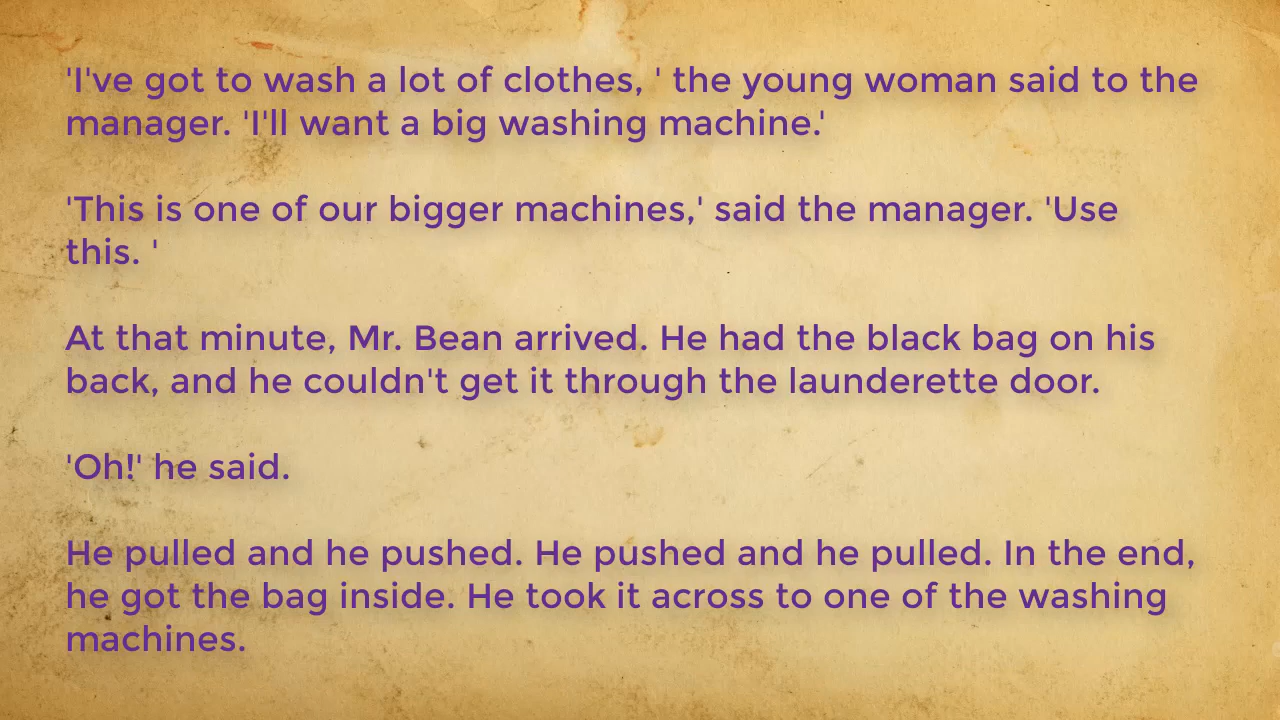 'I've got to wash a lot of clothes, ' the young woman said to the
manager. 'I'll want a big washing machine.'
'This is one of our bigger machines,' said the manager. 'Use
this. '
At that minute, Mr. Bean arrived. He had the black bag on his
back, and he couldn't get it through the launderette door.
'Oh!' he said.
He pulled and he pushed. He pushed and he pulled. In the end,
he got the bag inside. He took it across to one of the washing
machines.